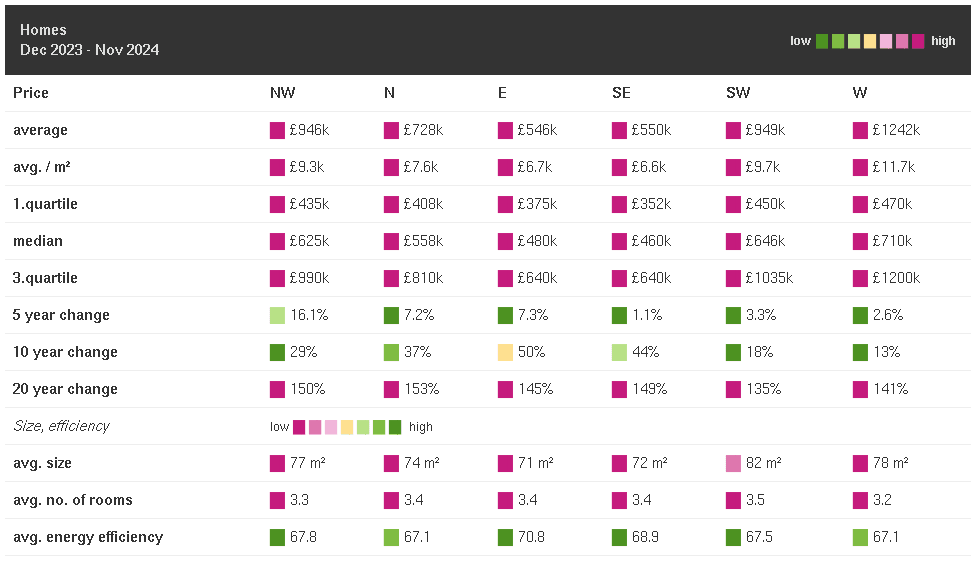 Homes
Dec 2023 - Nov 2024
low high
Price NW N E SE SW W
average £946k £728k £546k £550k £949k £1242k
avg. / m² £9.3k £7.6k £6.7k £6.6k £9.7k £11.7k
1.quartile £435k £408k £375k £352k £450k £470k
median £625k £558k £480k £460k £646k £710k
3.quartile £990k £810k £640k £640k £1035k £1200k
5 year change 16.1% 7.2% 7.3% 1.1% 3.3% 2.6%
10 year change 29% 37% 50% 44% 18% 13%
20 year change 150% 153% 145% 149% 135% 141%
Size, efficiency low high
avg. size 77 m² 74 m² 71 m² 72 m² 82 m² 78 m²
avg. no. of rooms 3.3 3.4 3.4 3.4 3.5 3.2
avg. energy efficiency 67.8 67.1 70.8 68.9 67.5 67.1